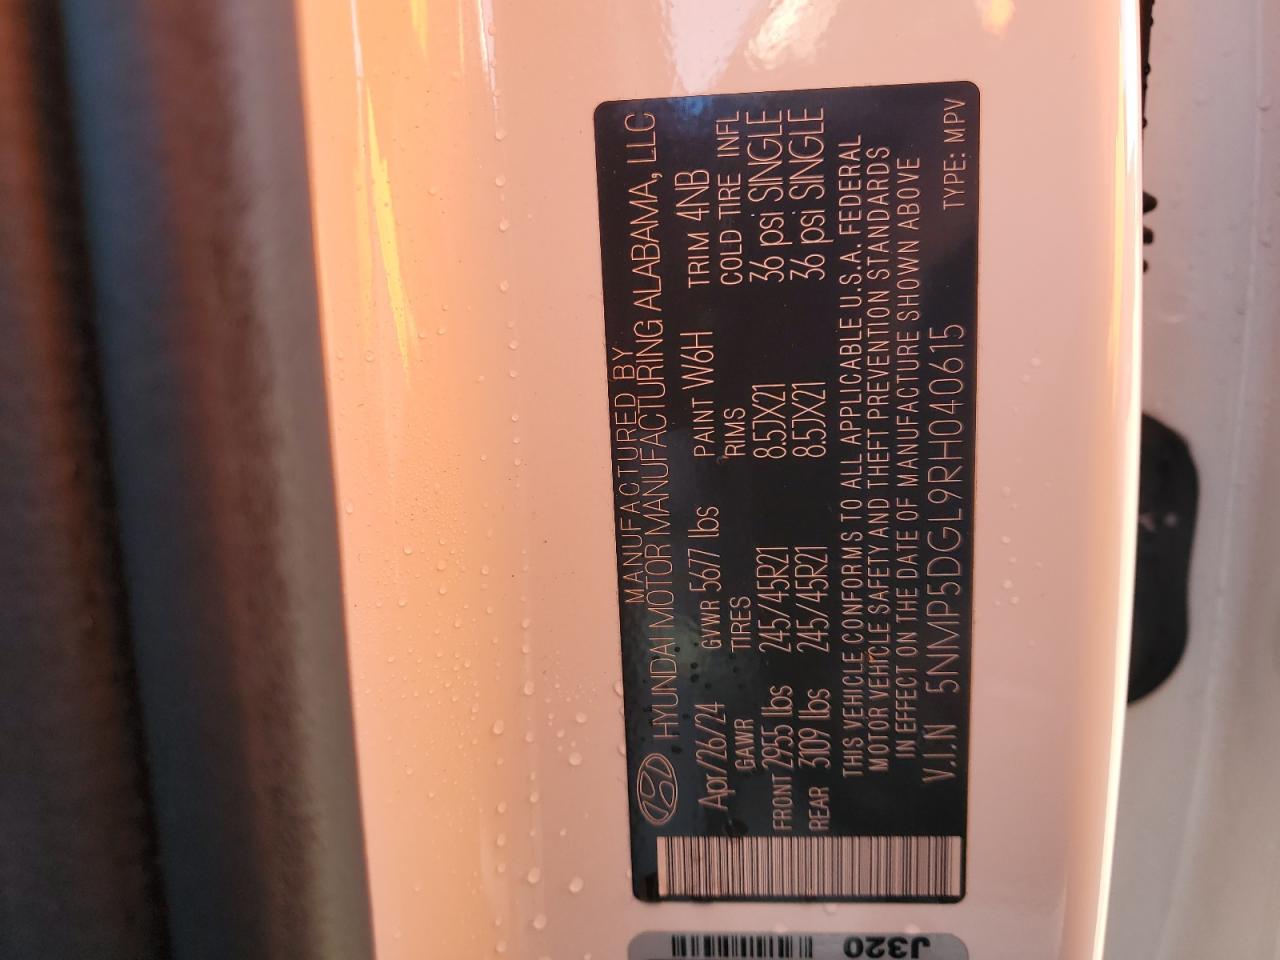 MANUFACTURED BY
HYUNDAI MOTOR MANUFACTURING ALABAMA, LLC
Apr/26/24 GVWR 5677 lbs PAINT W6H TRIM 4NB
GAWR TIRES RIMS COLD TIRE INFL
FRONT 2955 lbs 245/45R21 8.5JX21 36 psi SINGLE
REAR 3109 lbs 245/45R21 8.5JX21 36 psi SINGLE
THIS VEHICLE CONFORMS TO ALL APPLICABLE U.S.A. FEDERAL
MOTOR VEHICLE SAFETY AND THEFT PREVENTION STANDARDS
IN EFFECT ON THE DATE OF MANUFACTURE SHOWN ABOVE
V.I.N 5NMP5DGL9RH040615 TYPE: MPV
J320